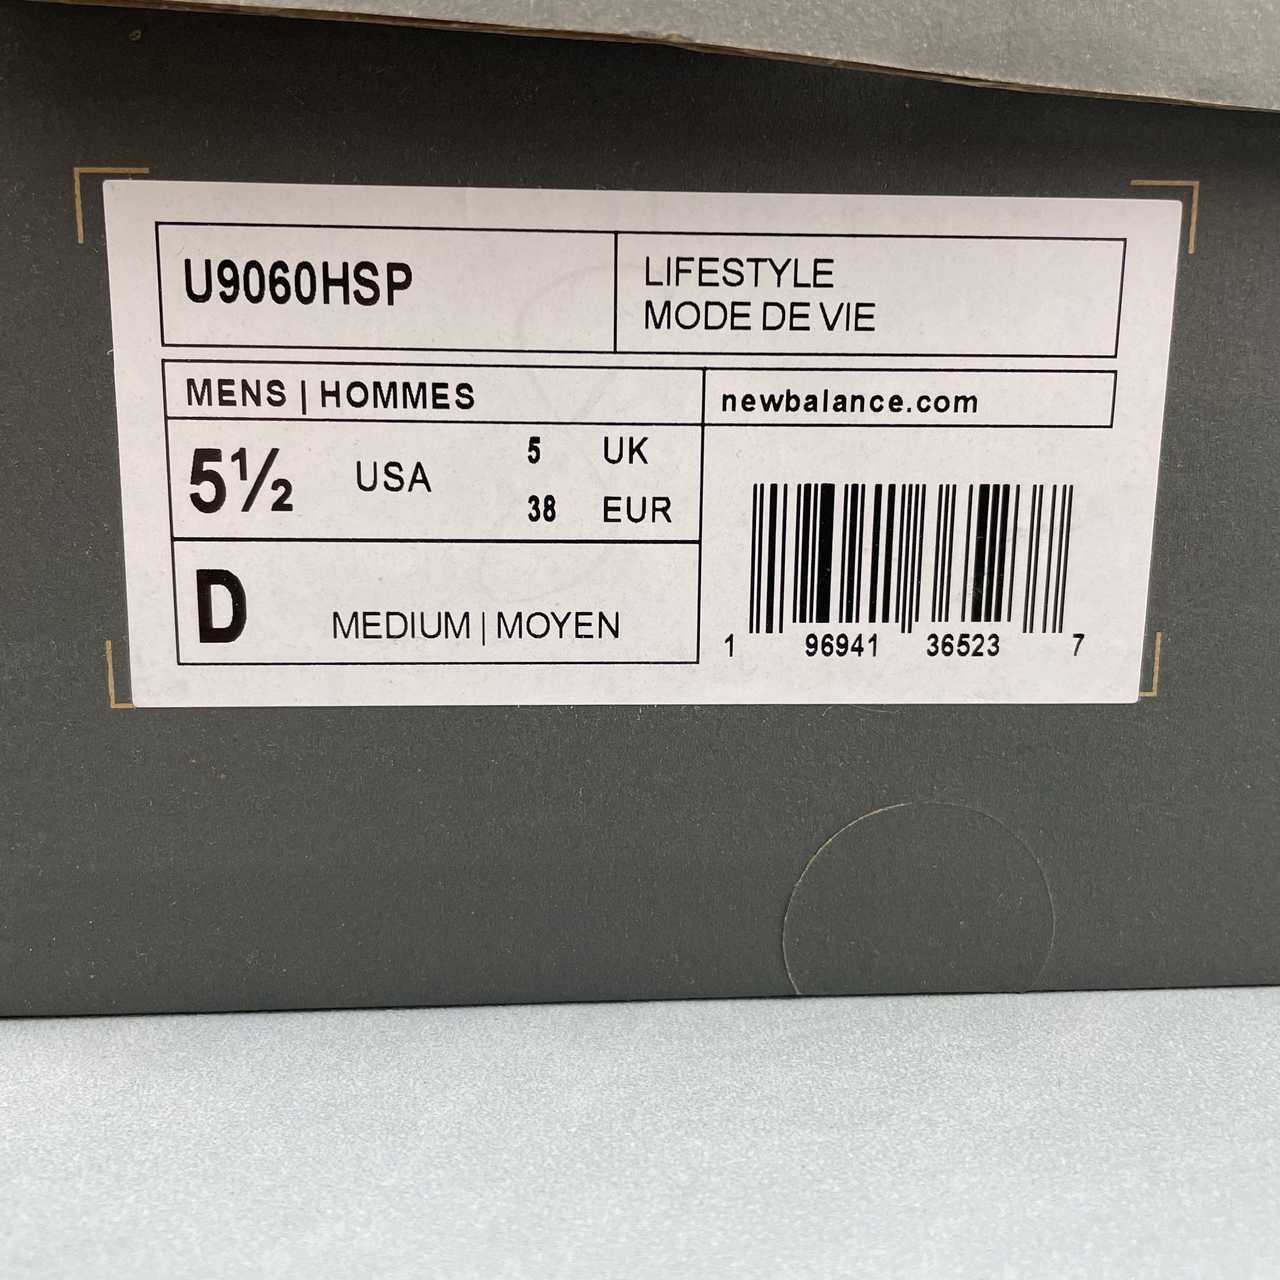 U9060HSP
LIFESTYLE
MODE DE VIE
MENS | HOMMES
newbalance.com
5½ USA
5 UK
38 EUR
D MEDIUM | MOYEN
1 96941 36523 7